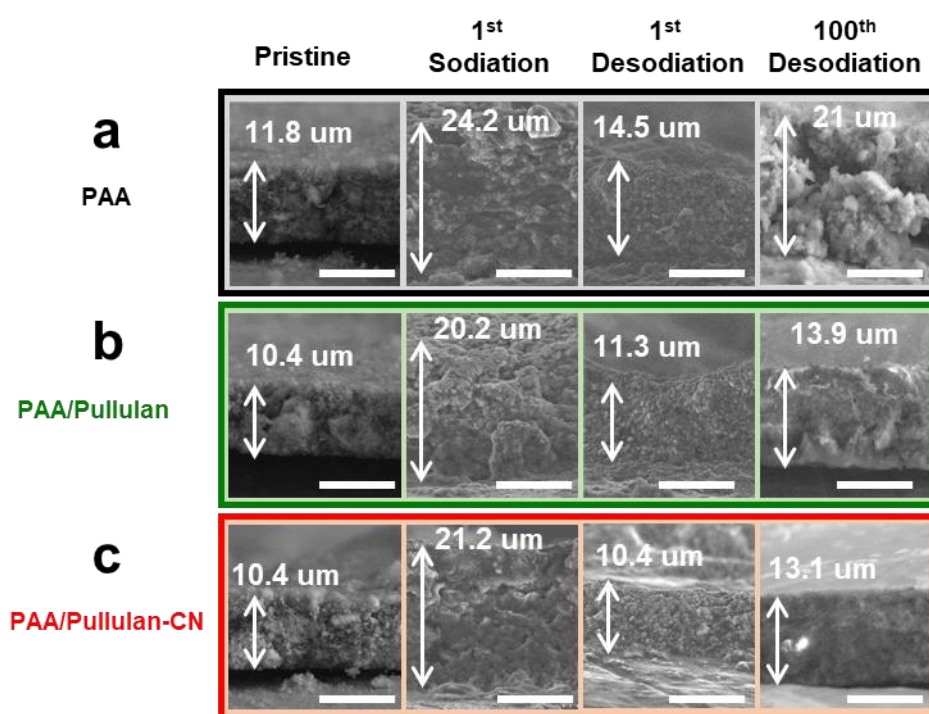 Pristine
1st
Sodiation
1st
Desodiation
100th
Desodiation
a
PAA
11.8 um
24.2 um
14.5 um
21 um
b
PAA/Pullulan
10.4 um
20.2 um
11.3 um
13.9 um
c
PAA/Pullulan-CN
10.4 um
21.2 um
10.4 um
13.1 um